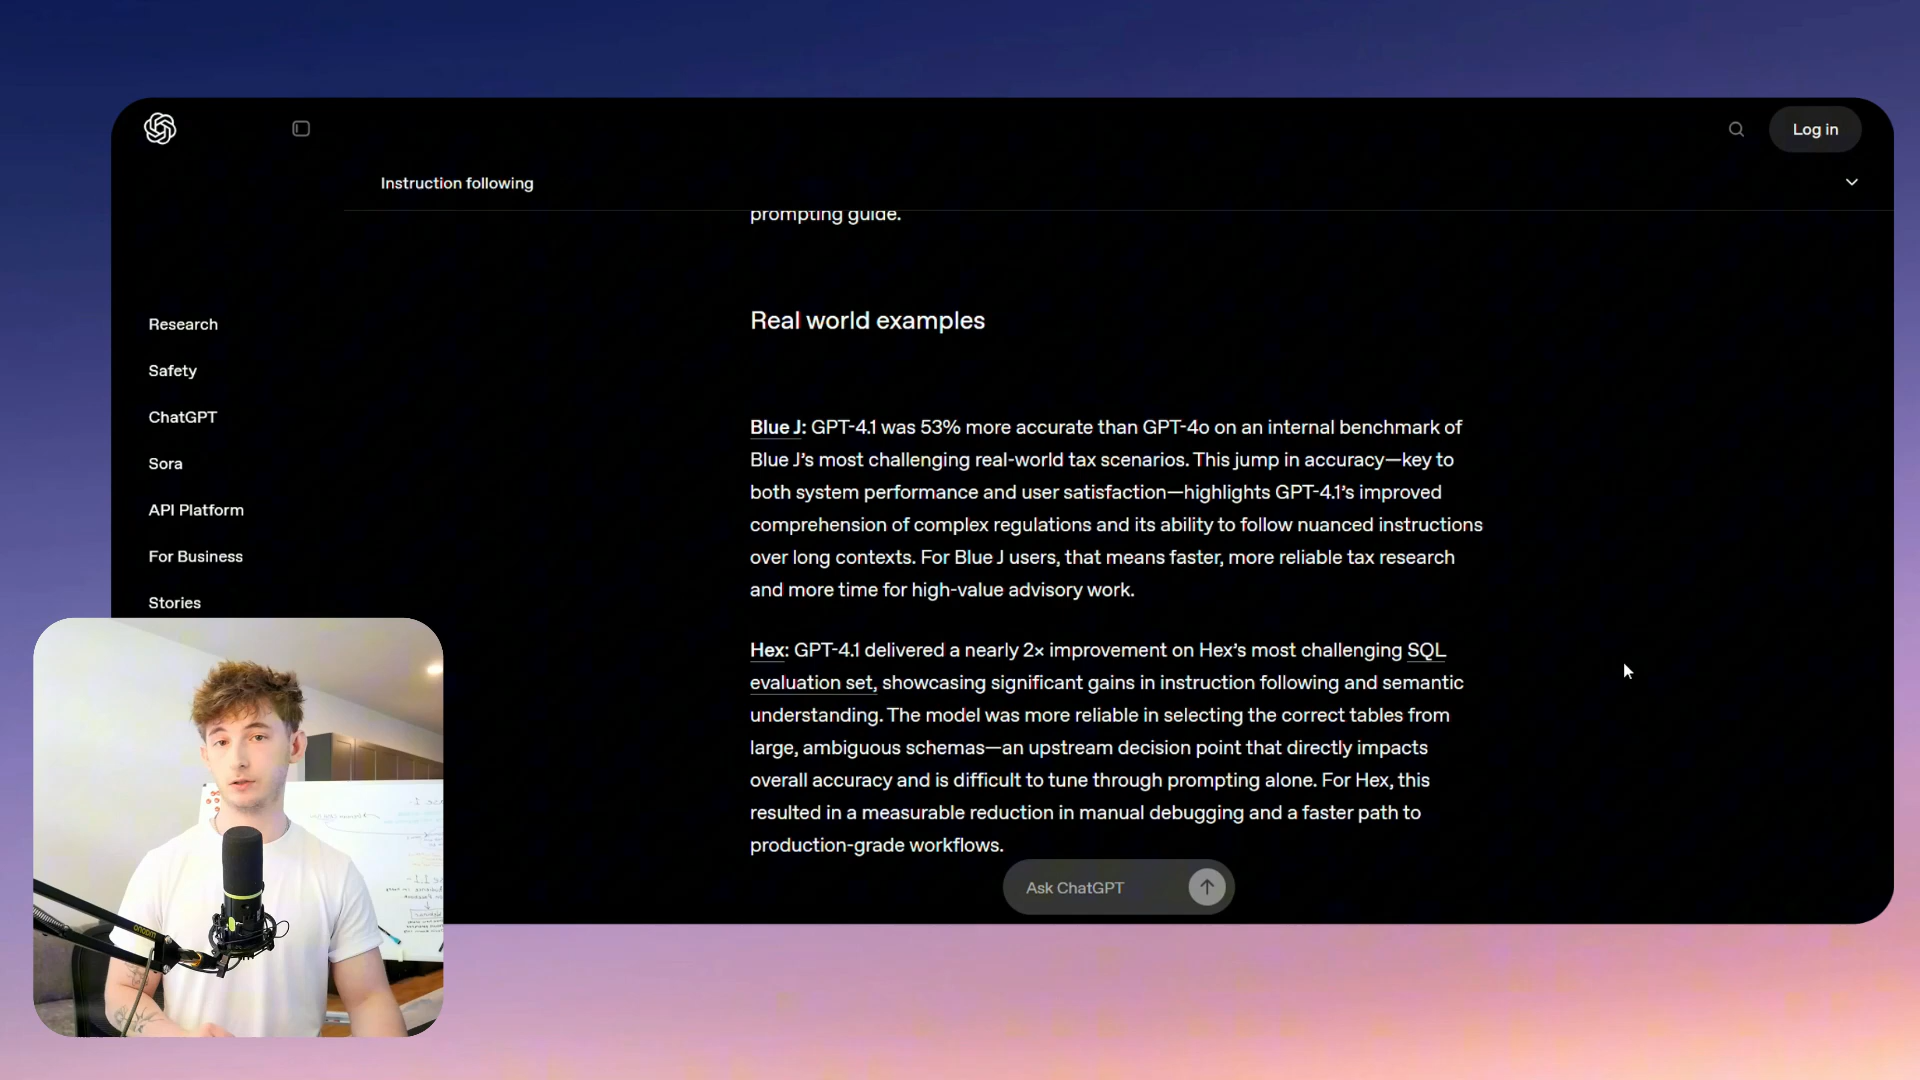 Log in
Instruction following
prompting guide.
Real world examples
Research
Safety
ChatGPT
Sora
API Platform
For Business
Stories
Blue J: GPT-4.1 was 53% more accurate than GPT-4o on an internal benchmark of
Blue J’s most challenging real-world tax scenarios. This jump in accuracy—key to
both system performance and user satisfaction—highlights GPT-4.1’s improved
comprehension of complex regulations and its ability to follow nuanced instructions
over long contexts. For Blue J users, that means faster, more reliable tax research
and more time for high-value advisory work.
Hex: GPT-4.1 delivered a nearly 2× improvement on Hex’s most challenging SQL
evaluation set, showcasing significant gains in instruction following and semantic
understanding. The model was more reliable in selecting the correct tables from
large, ambiguous schemas—an upstream decision point that directly impacts
overall accuracy and is difficult to tune through prompting alone. For Hex, this
resulted in a measurable reduction in manual debugging and a faster path to
production-grade workflows.
Ask ChatGPT